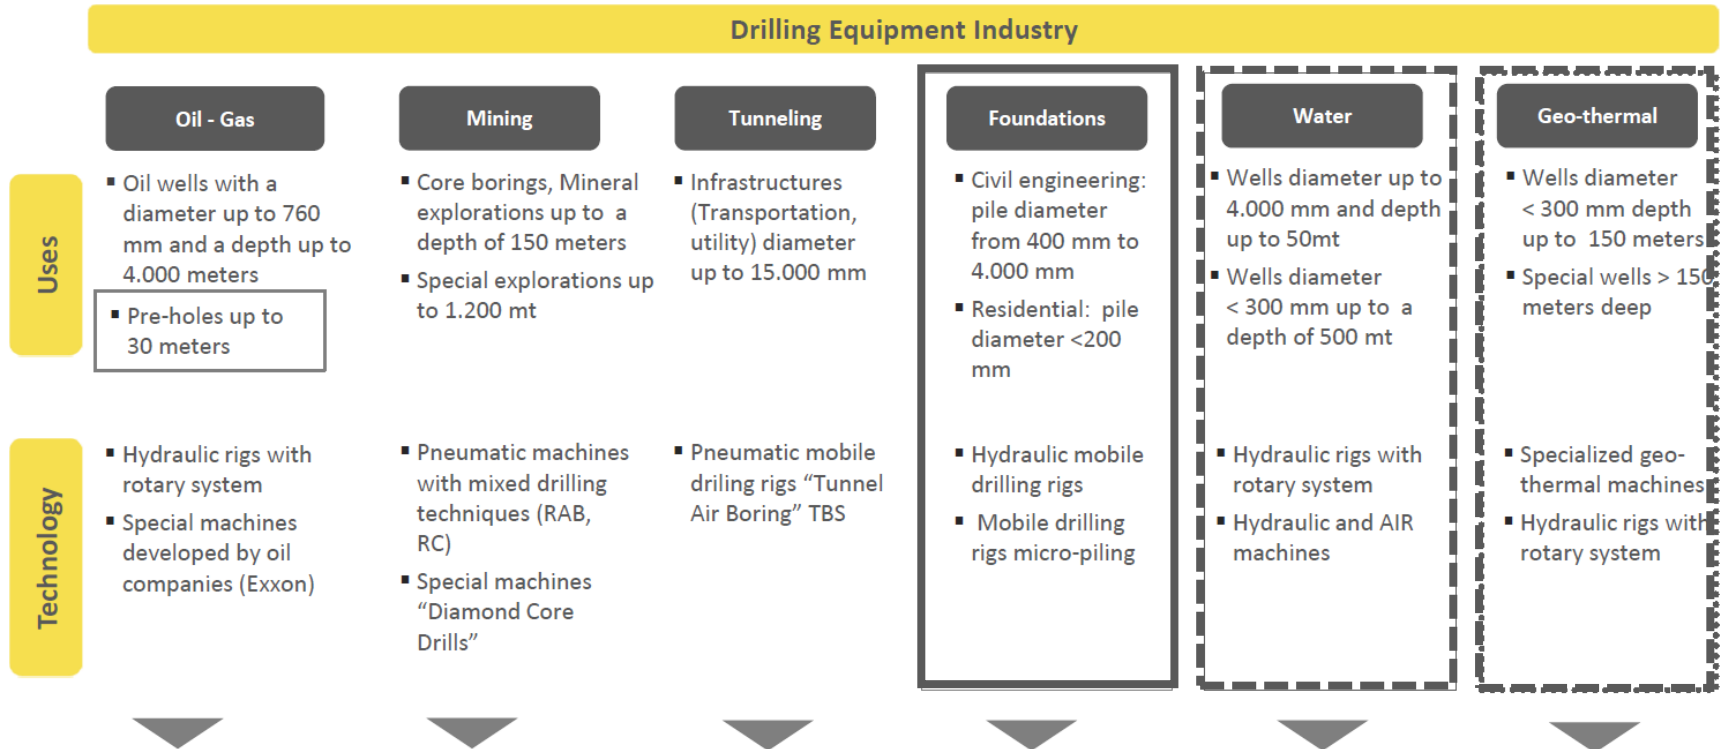 Drilling Equipment Industry
Oil - Gas
Mining
Tunneling
Foundations
Water
Geo-thermal
Uses
▪ Oil wells with a
diameter up to 760
mm and a depth up to
4.000 meters
▪ Pre-holes up to
30 meters
▪ Core borings, Mineral
explorations up to a
depth of 150 meters
▪ Special explorations up
to 1.200 mt
▪ Infrastructures
(Transportation,
utility) diameter
up to 15.000 mm
▪ Civil engineering:
pile diameter
from 400 mm to
4.000 mm
▪ Residential: pile
diameter <200
mm
▪ Wells diameter up to
4.000 mm and depth
up to 50mt
▪ Wells diameter
< 300 mm up to a
depth of 500 mt
▪ Wells diameter
< 300 mm depth
up to 150 meters
▪ Special wells > 150
meters deep
Technology
▪ Hydraulic rigs with
rotary system
▪ Special machines
developed by oil
companies (Exxon)
▪ Pneumatic machines
with mixed drilling
techniques (RAB,
RC)
▪ Special machines
“Diamond Core
Drills”
▪ Pneumatic mobile
driling rigs “Tunnel
Air Boring” TBS
▪ Hydraulic mobile
drilling rigs
▪ Mobile drilling
rigs micro-piling
▪ Hydraulic rigs with
rotary system
▪ Hydraulic and AIR
machines
▪ Specialized geo-
thermal machines
▪ Hydraulic rigs with
rotary system